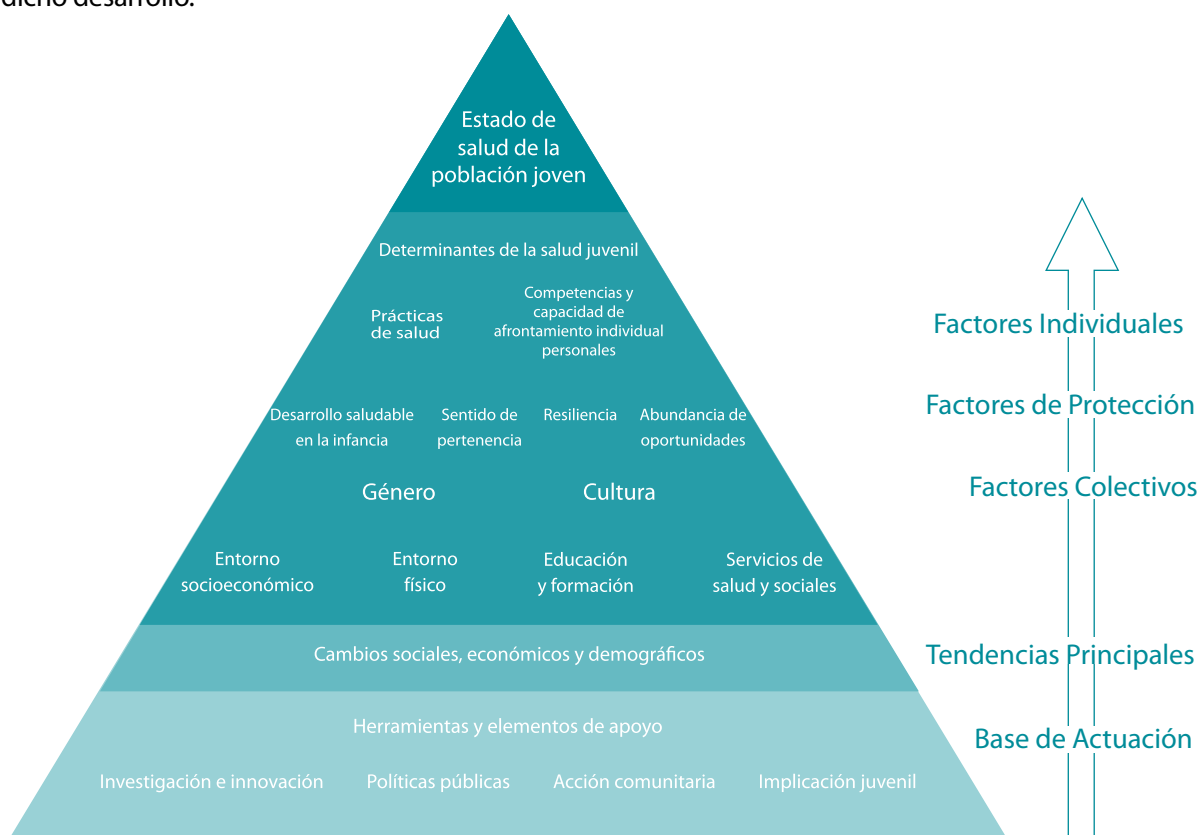 dicho desarrollo.
Estado de
salud de la
población joven
Determinantes de la salud juvenil
Prácticas
de salud
Competencias y
capacidad de
afrontamiento individual
personales
Factores Individuales
Desarrollo saludable
en la infancia
Sentido de
pertenencia
Resiliencia
Abundancia de
oportunidades
Factores de Protección
Género
Cultura
Factores Colectivos
Entorno
socioeconómico
Entorno
físico
Educación
y formación
Servicios de
salud y sociales
Cambios sociales, económicos y demográficos
Tendencias Principales
Herramientas y elementos de apoyo
Base de Actuación
Investigación e innovación
Políticas públicas
Acción comunitaria
Implicación juvenil